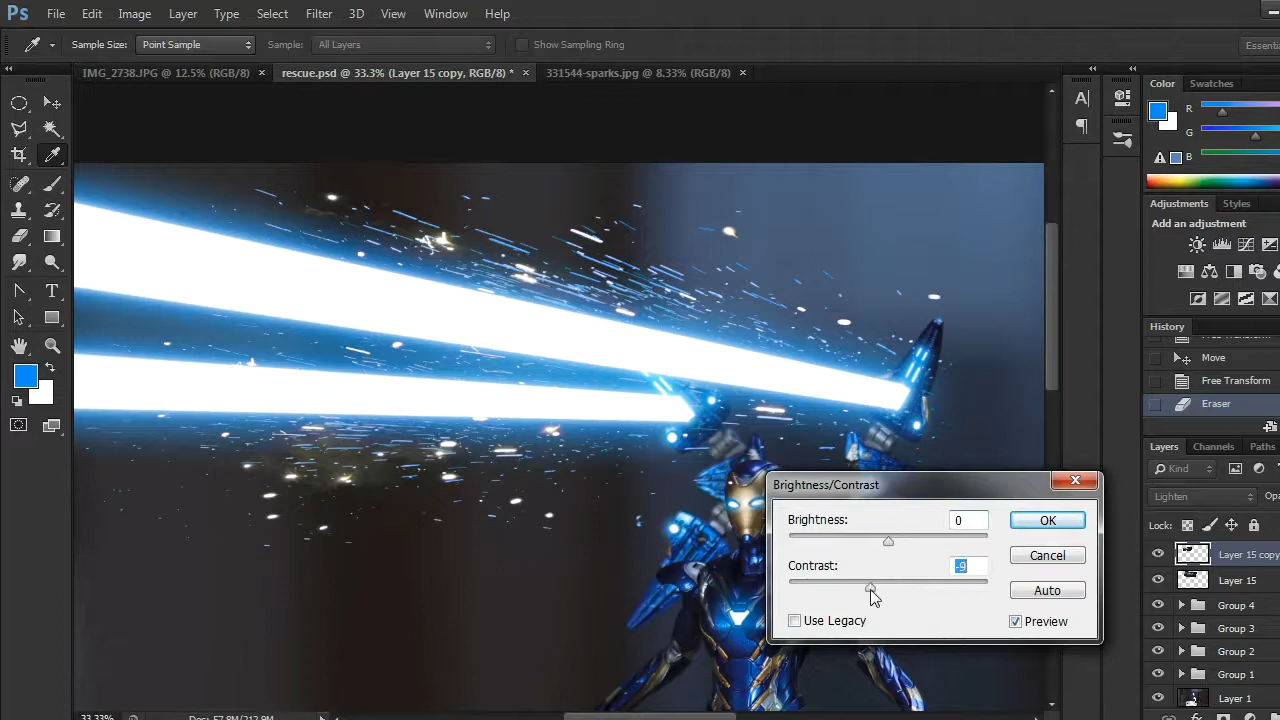 Ps File Edit Image Layer Type Select Filter 3D View Window Help
Sample Size: Point Sample Sample: All Layers Show Sampling Ring
IMG_2738.JPG @ 12.5% (RGB/8) × rescue.psd @ 33.3% (Layer 15 copy, RGB/8) * × 331544-sparks.jpg @ 8.33% (RGB/8) ×
Color Swatches
R
G
B
Adjustments Styles
Add an adjustment
History
Move
Free Transform
Eraser
Layers Channels Paths
Kind
Lighten
Lock:
Layer 15 copy
Layer 15
Group 4
Group 3
Group 2
Group 1
Layer 1
Brightness/Contrast
Brightness: 0 OK
Contrast: -9 Cancel
Auto
Use Legacy Preview